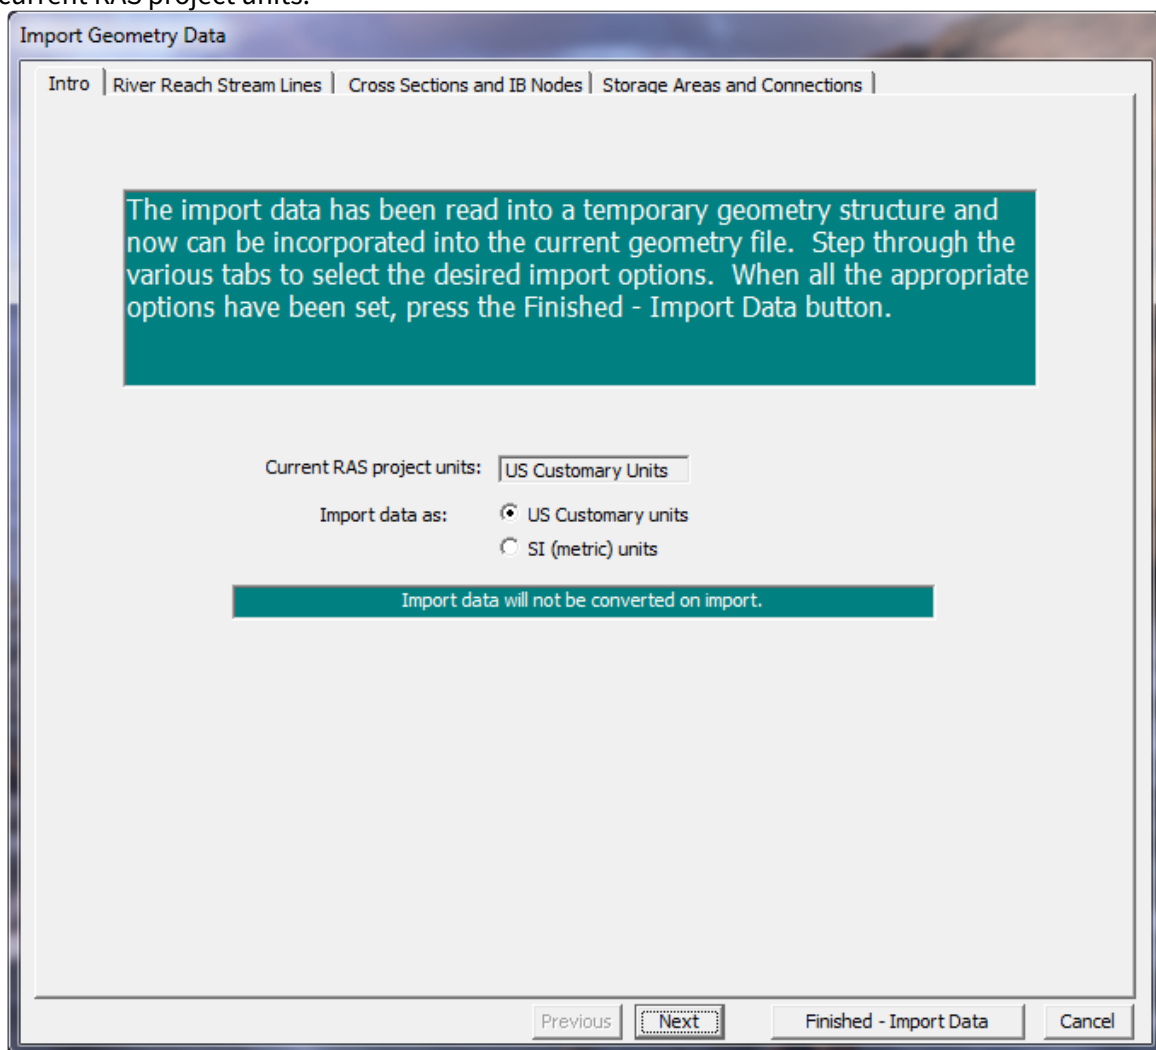 current RAS project units.
Import Geometry Data
Intro River Reach Stream Lines Cross Sections and IB Nodes Storage Areas and Connections
The import data has been read into a temporary geometry structure and
now can be incorporated into the current geometry file. Step through the
various tabs to select the desired import options. When all the appropriate
options have been set, press the Finished - Import Data button.
Current RAS project units: US Customary Units
Import data as: US Customary units
SI (metric) units
Import data will not be converted on import.
Previous Next Finished - Import Data Cancel